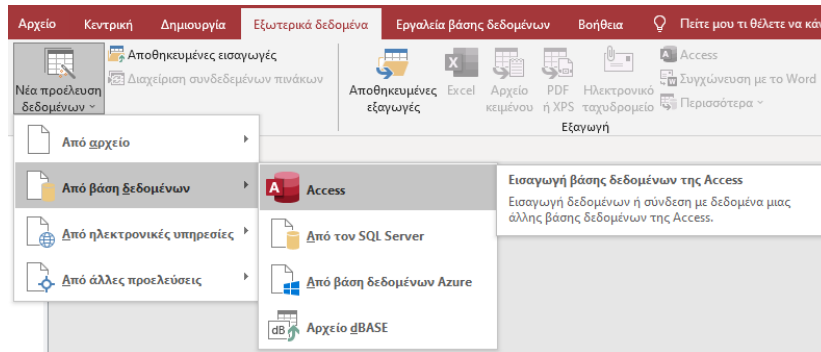 Αρχείο Κεντρική Δημιουργία Εξωτερικά δεδομένα Εργαλεία βάσης δεδομένων Βοήθεια Πείτε μου τι θέλετε να κάν
Νέα προέλευση
δεδομένων
Αποθηκευμένες εισαγωγές
Διαχείριση συνδεδεμένων πινάκων
Αποθηκευμένες
εξαγωγές
Excel
Αρχείο
κειμένου
PDF
ή XPS
Ηλεκτρονικό
ταχυδρομείο
Access
Συγχώνευση με το Word
Περισσότερα
Εξαγωγή
Από αρχείο
Από βάση δεδομένων
Από ηλεκτρονικές υπηρεσίες
Από άλλες προελεύσεις
Access
Από τον SQL Server
Από βάση δεδομένων Azure
dB
Αρχείο dBASE
Εισαγωγή βάσης δεδομένων της Access
Εισαγωγή δεδομένων ή σύνδεση με δεδομένα μιας
άλλης βάσης δεδομένων της Access.